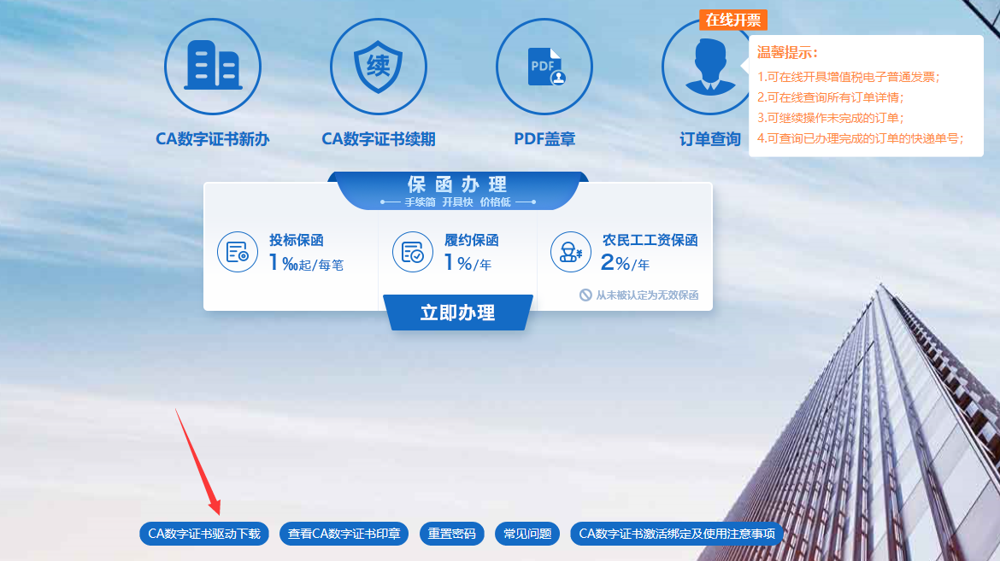 在线开票
续
PDF
CA数字证书新办
CA数字证书续期
PDF盖章
订单查询
温馨提示：
1.可在线开具增值税电子普通发票；
2.可在线查询所有订单详情；
3.可继续操作未完成的订单；
4.可查询已办理完成的订单的快递单号；
保函办理
手续简 开具快 价格低
投标保函
1‰起/每笔
履约保函
1%/年
农民工工资保函
2%/年
从未被认定为无效保函
立即办理
CA数字证书驱动下载
查看CA数字证书印章
重置密码
常见问题
CA数字证书激活绑定及使用注意事项